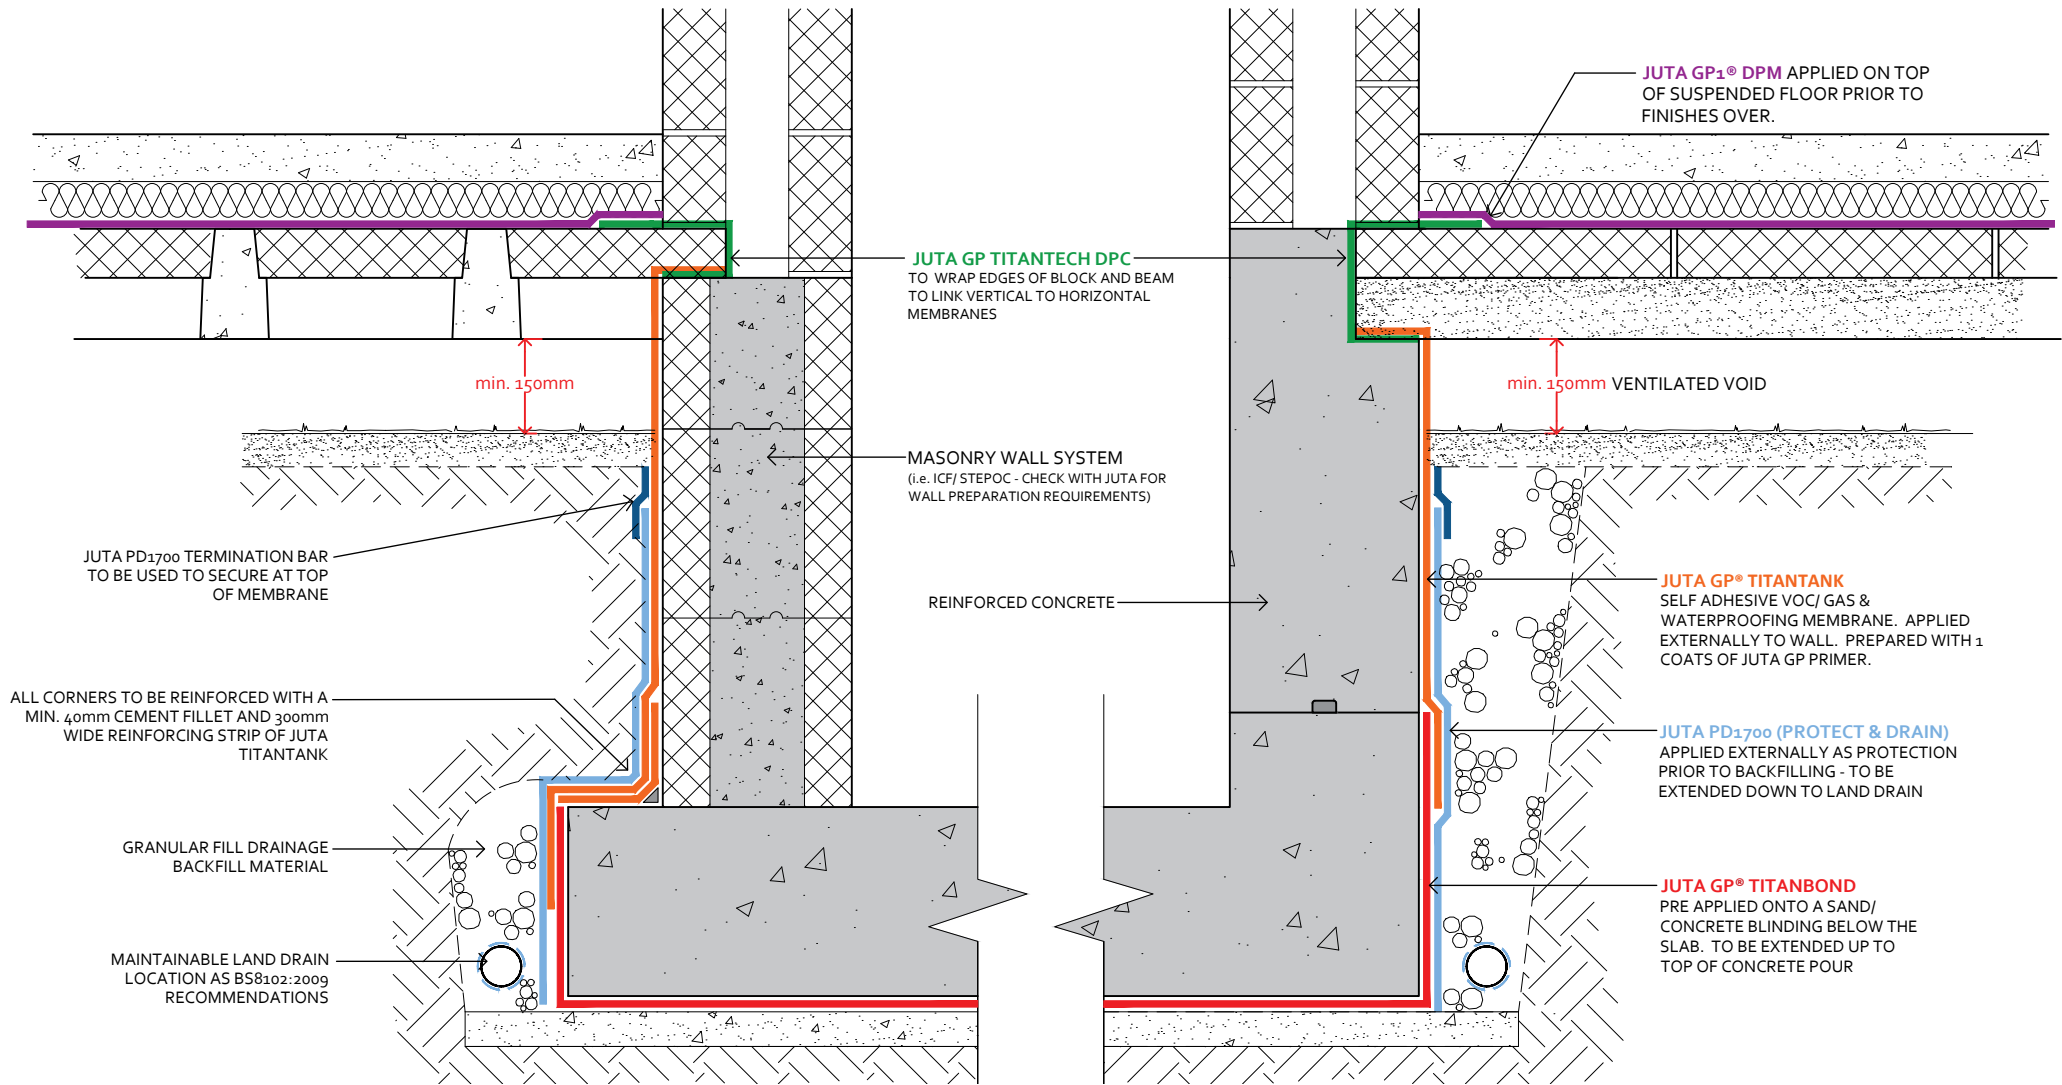 JUTA GP1® DPM APPLIED ON TOP
OF SUSPENDED FLOOR PRIOR TO
FINISHES OVER.
JUTA GP TITANTECH DPC
TO WRAP EDGES OF BLOCK AND BEAM
TO LINK VERTICAL TO HORIZONTAL
MEMBRANES
min. 150mm
min. 150mm VENTILATED VOID
MASONRY WALL SYSTEM
(i.e. ICF/ STEPOC - CHECK WITH JUTA FOR
WALL PREPARATION REQUIREMENTS)
JUTA PD1700 TERMINATION BAR
TO BE USED TO SECURE AT TOP
OF MEMBRANE
REINFORCED CONCRETE
JUTA GP® TITANTANK
SELF ADHESIVE VOC/ GAS &
WATERPROOFING MEMBRANE. APPLIED
EXTERNALLY TO WALL. PREPARED WITH 1
COATS OF JUTA GP PRIMER.
ALL CORNERS TO BE REINFORCED WITH A
MIN. 40mm CEMENT FILLET AND 300mm
WIDE REINFORCING STRIP OF JUTA
TITANTANK
JUTA PD1700 (PROTECT & DRAIN)
APPLIED EXTERNALLY AS PROTECTION
PRIOR TO BACKFILLING - TO BE
EXTENDED DOWN TO LAND DRAIN
GRANULAR FILL DRAINAGE
BACKFILL MATERIAL
JUTA GP® TITANBOND
PRE APPLIED ONTO A SAND/
CONCRETE BLINDING BELOW THE
SLAB. TO BE EXTENDED UP TO
TOP OF CONCRETE POUR
MAINTAINABLE LAND DRAIN
LOCATION AS BS8102:2009
RECOMMENDATIONS